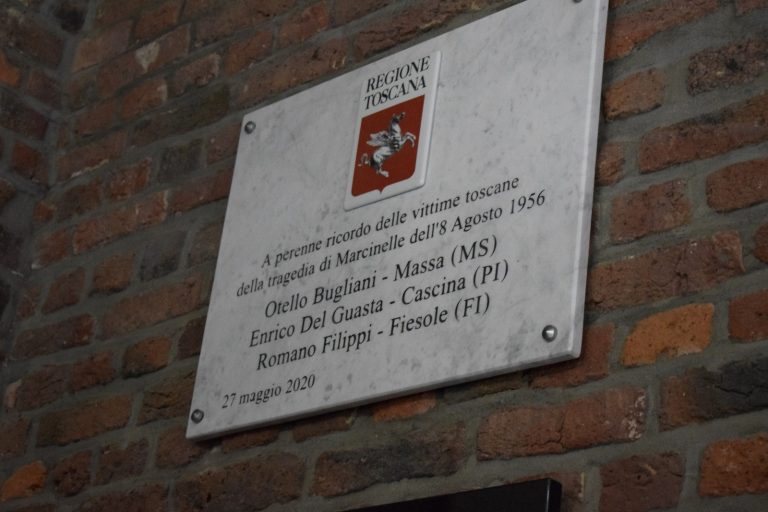 REGIONE
TOSCANA
A perenne ricordo delle vittime toscane
della tragedia di Marcinelle dell'8 Agosto 1956
Otello Bugliani - Massa (MS)
Enrico Del Guasta - Cascina (PI)
Romano Filippi - Fiesole (FI)
27 maggio 2020